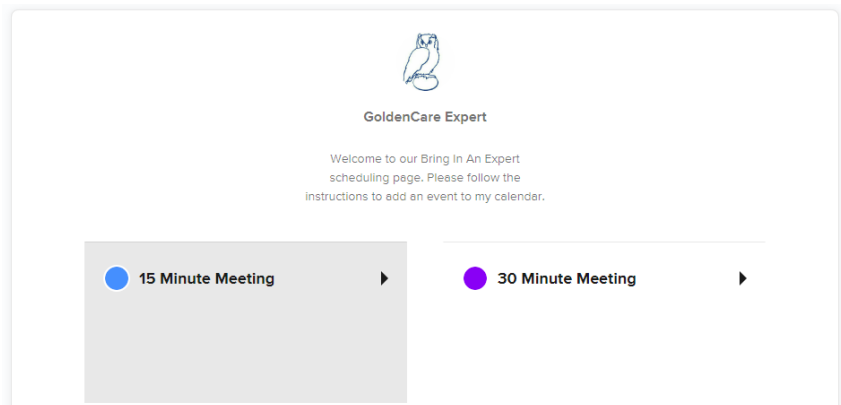 GoldenCare Expert
Welcome to our Bring In An Expert
scheduling page. Please follow the
instructions to add an event to my calendar.
15 Minute Meeting
30 Minute Meeting